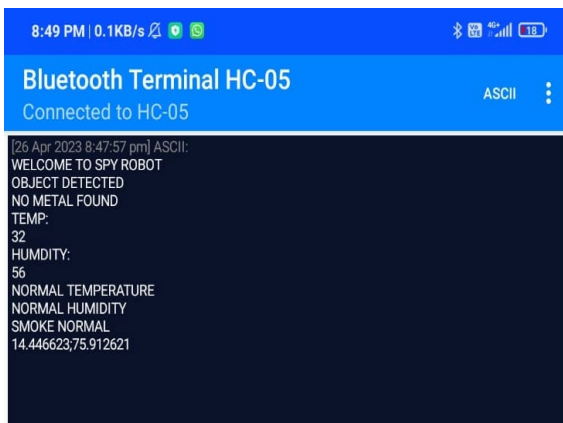 8:49 PM | 0.1KB/s
4G+
18
Bluetooth Terminal HC-05
ASCII
Connected to HC-05
[26 Apr 2023 8:47:57 pm] ASCII:
WELCOME TO SPY ROBOT
OBJECT DETECTED
NO METAL FOUND
TEMP:
32
HUMDITY:
56
NORMAL TEMPERATURE
NORMAL HUMIDITY
SMOKE NORMAL
14.446623;75.912621